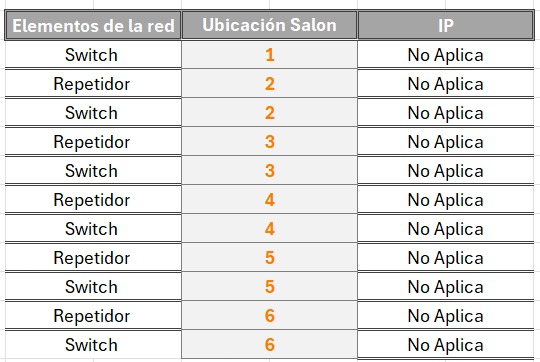 Elementos de la red Ubicación Salon IP
Switch 1 No Aplica
Repetidor 2 No Aplica
Switch 2 No Aplica
Repetidor 3 No Aplica
Switch 3 No Aplica
Repetidor 4 No Aplica
Switch 4 No Aplica
Repetidor 5 No Aplica
Switch 5 No Aplica
Repetidor 6 No Aplica
Switch 6 No Aplica